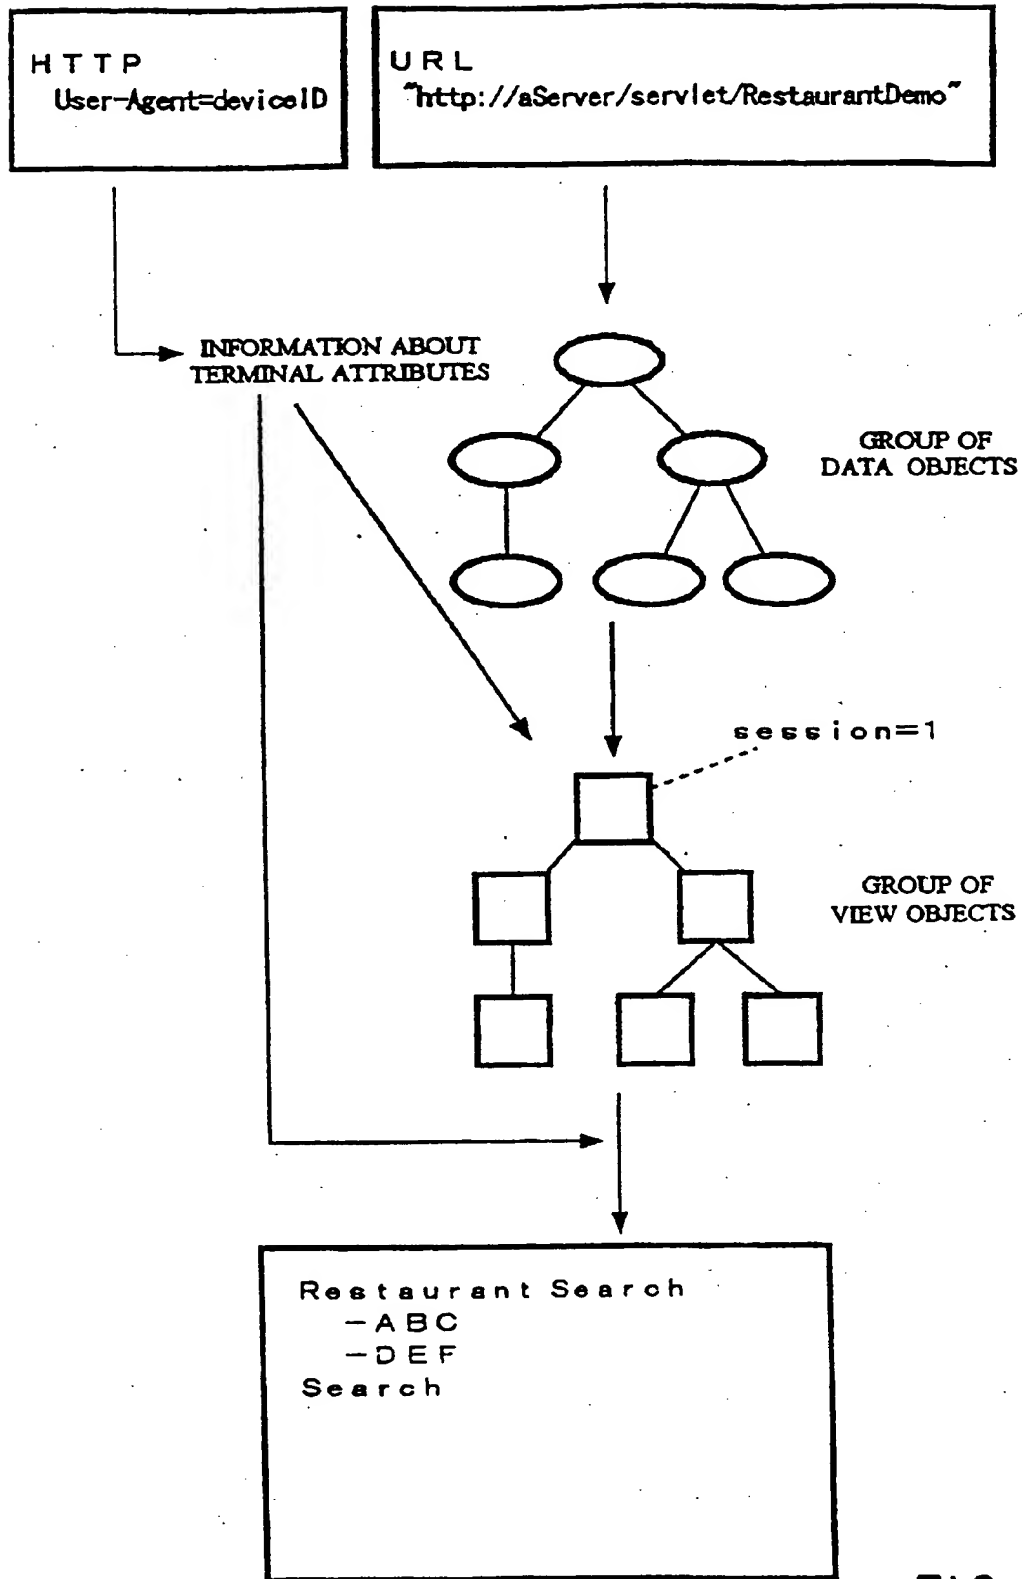 HTTP
User-Agent=deviceID
URL
"http://aServer/servlet/RestaurantDemo"
INFORMATION ABOUT
TERMINAL ATTRIBUTES
GROUP OF
DATA OBJECTS
session=1
GROUP OF
VIEW OBJECTS
Restaurant Search
-ABC
-DEF
Search